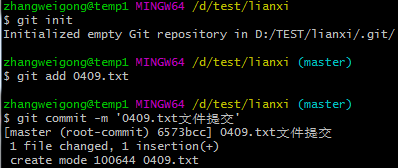 zhangweigong@temp1 MINGW64 /d/test/lianxi
$ git init
Initialized empty Git repository in D:/TEST/lianxi/.git/
zhangweigong@temp1 MINGW64 /d/test/lianxi (master)
$ git add 0409.txt
zhangweigong@temp1 MINGW64 /d/test/lianxi (master)
$ git commit -m '0409.txt文件提交'
[master (root-commit) 6573bcc] 0409.txt文件提交
 1 file changed, 1 insertion(+)
 create mode 100644 0409.txt